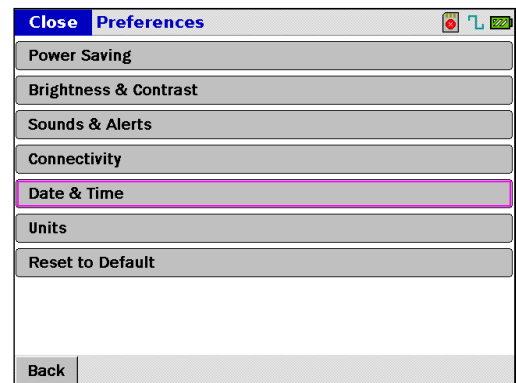 Close Preferences
Power Saving
Brightness & Contrast
Sounds & Alerts
Connectivity
Date & Time
Units
Reset to Default
Back